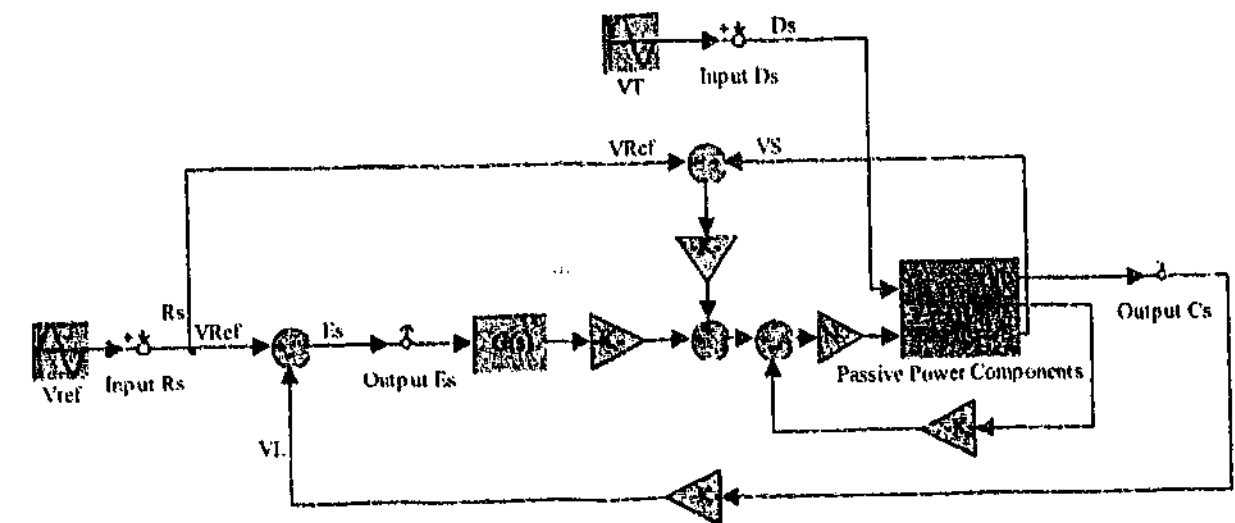 Ds
VT
Input Ds
VRef
VS
Rs
VRef
Es
G(s)
K
Output Cs
Vref
Input Rs
Output Es
Passive Power Components
K
VL
K